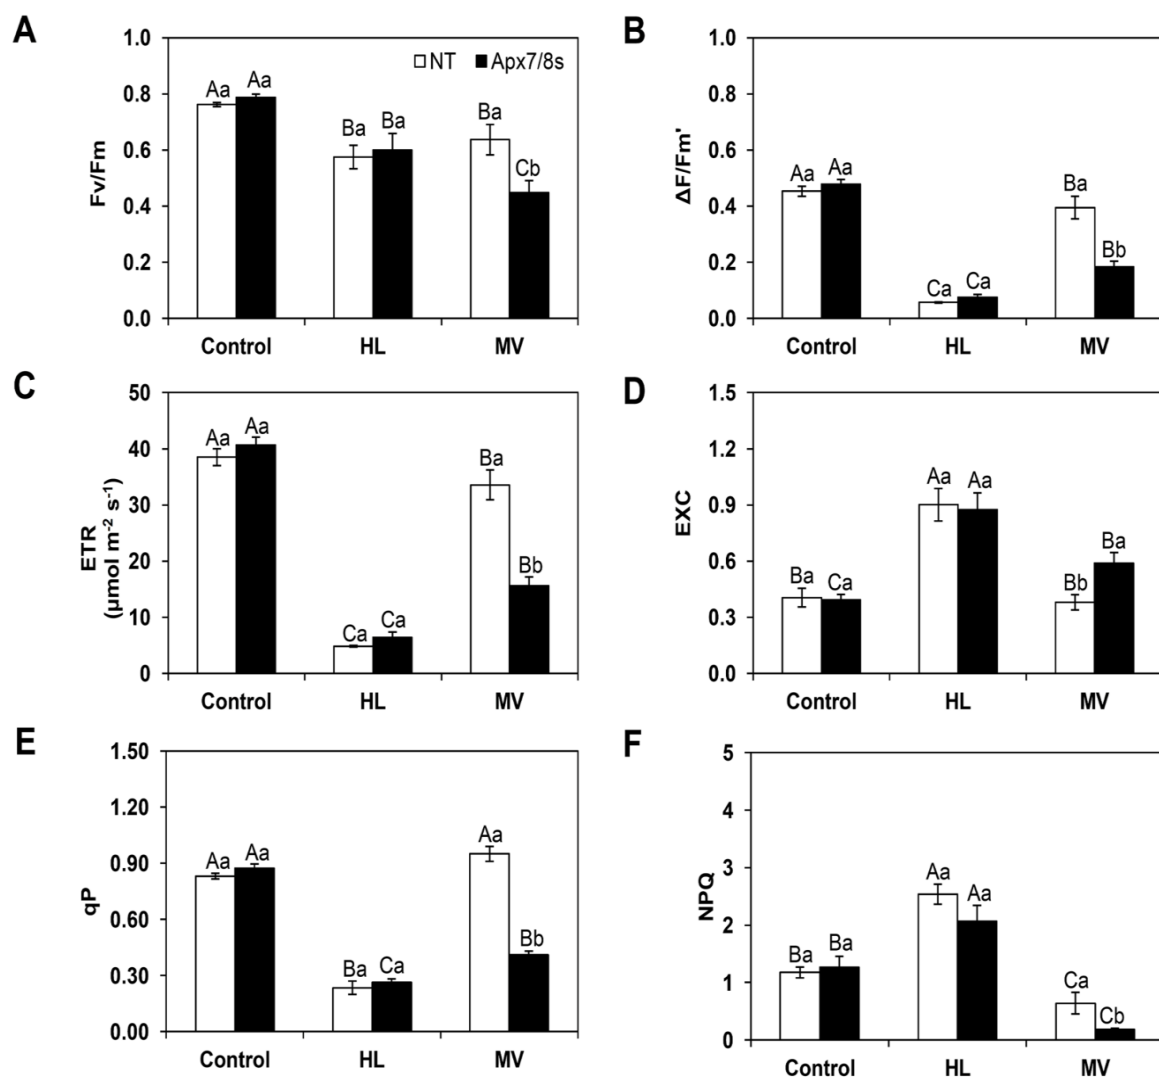 A
Fv/Fm
1.0
0.8
0.6
0.4
0.2
0.0
NT Apx7/8s
Aa Aa
Ba Ba
Ba Cb
Control HL MV
B
ΔF/Fm'
1.0
0.8
0.6
0.4
0.2
0.0
Aa Aa
Ca Ca
Ba Bb
Control HL MV
C
ETR
(µmol m⁻² s⁻¹)
50
40
30
20
10
0
Aa Aa
Ca Ca
Ba Bb
Control HL MV
D
EXC
1.5
1.2
0.9
0.6
0.3
0.0
Ba Ca
Aa Aa
Bb Ba
Control HL MV
E
qP
1.50
1.20
0.90
0.60
0.30
0.00
Aa Aa
Ba Ca
Aa Bb
Control HL MV
F
NPQ
5
4
3
2
1
0
Ba Ba
Aa Aa
Ca Cb
Control HL MV